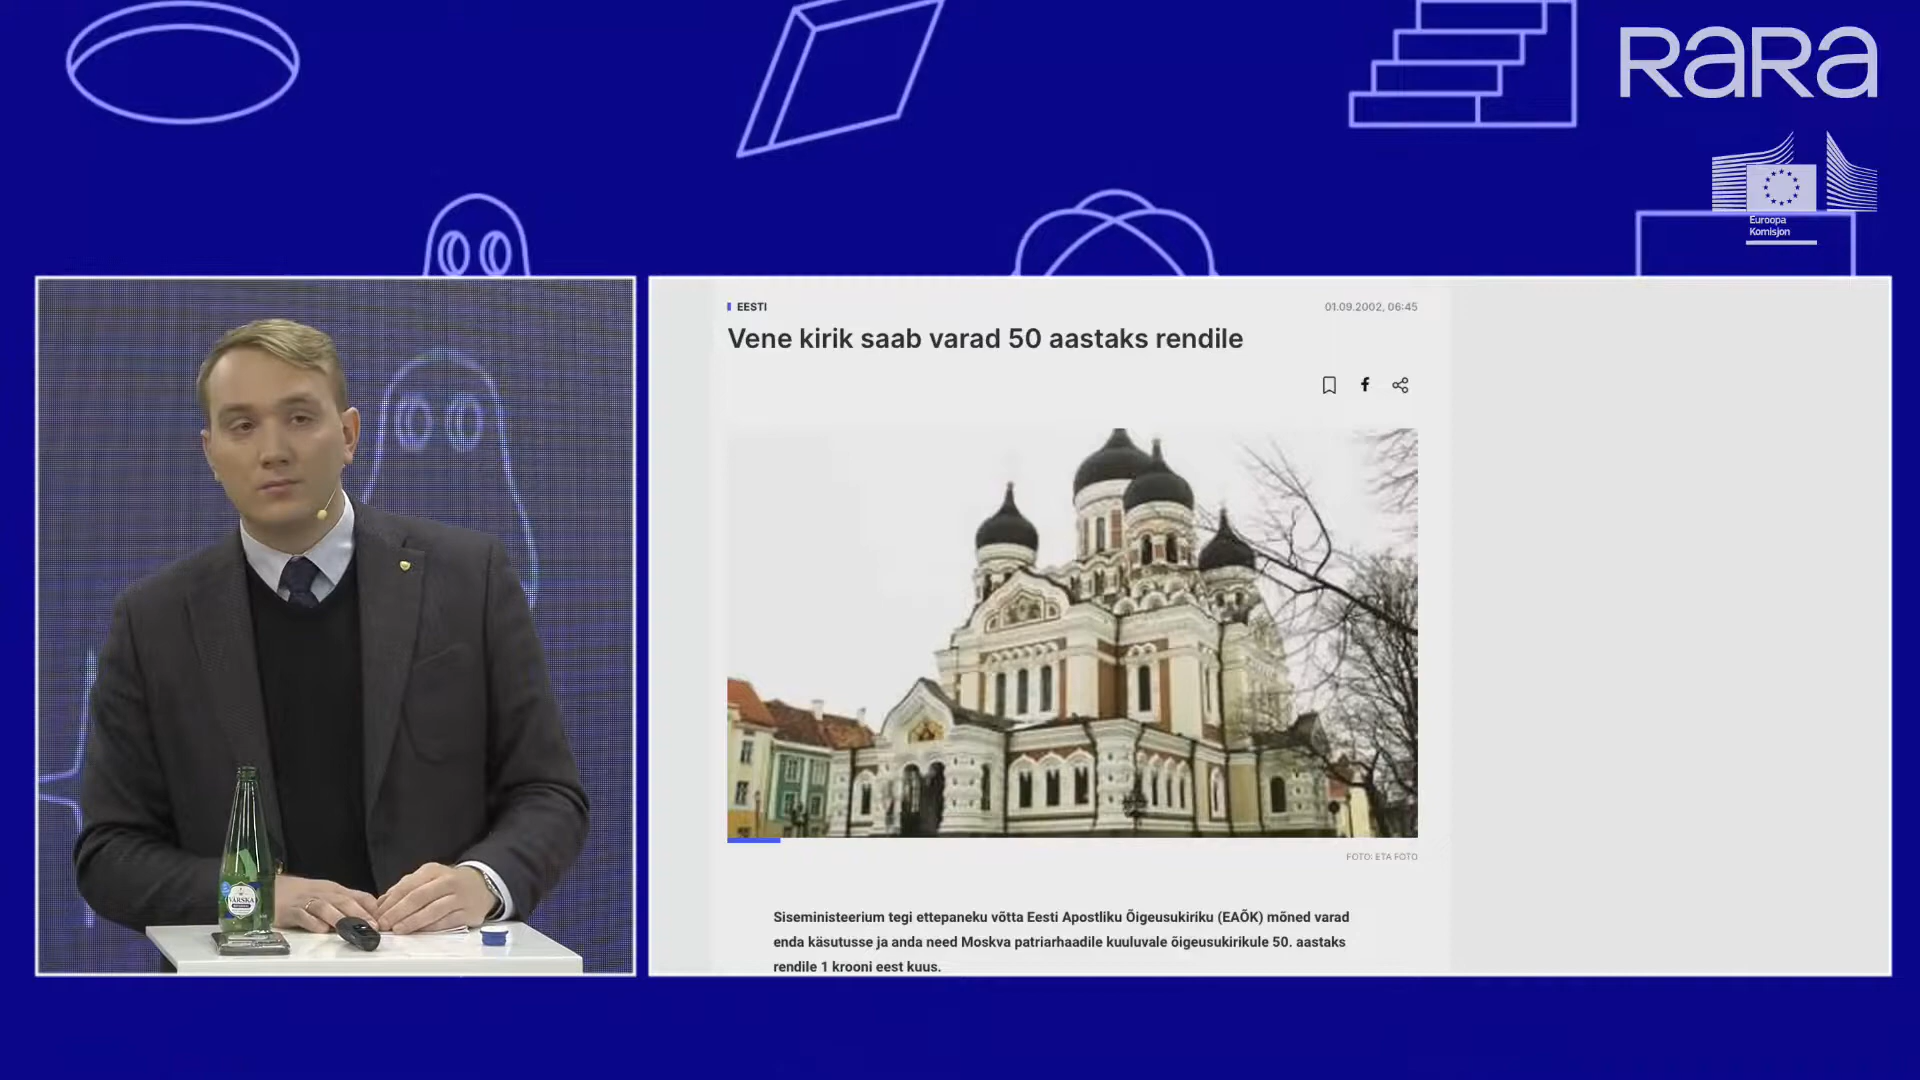 RaRa
Euroopa
Komisjon
EESTI
01.09.2002, 06:45
Vene kirik saab varad 50 aastaks rendile
FOTO: ETA FOTO
Siseministeerium tegi ettepaneku võtta Eesti Apostliku Õigeusukiriku (EAÕK) mõned varad
enda käsutusse ja anda need Moskva patriarhaadile kuuluvale õigeusukirikule 50. aastaks
rendile 1 krooni eest kuus.
VÄRSKA